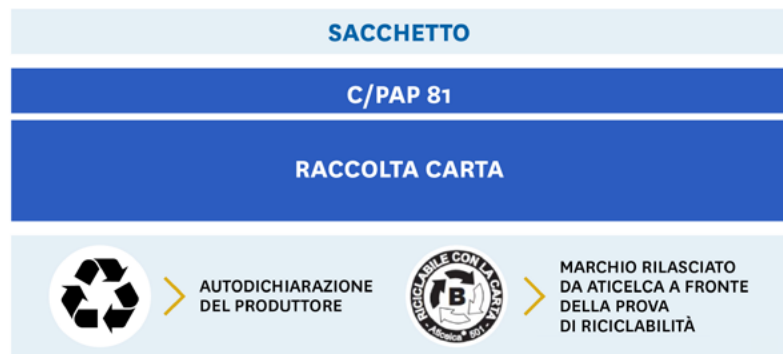 SACCHETTO
C/PAP 81
RACCOLTA CARTA
AUTODICHIARAZIONE
DEL PRODUTTORE
RICICLABILE CON LA CARTA
B
- Aticelca® 501 -
MARCHIO RILASCIATO
DA ATICELCA A FRONTE
DELLA PROVA
DI RICICLABILITÀ